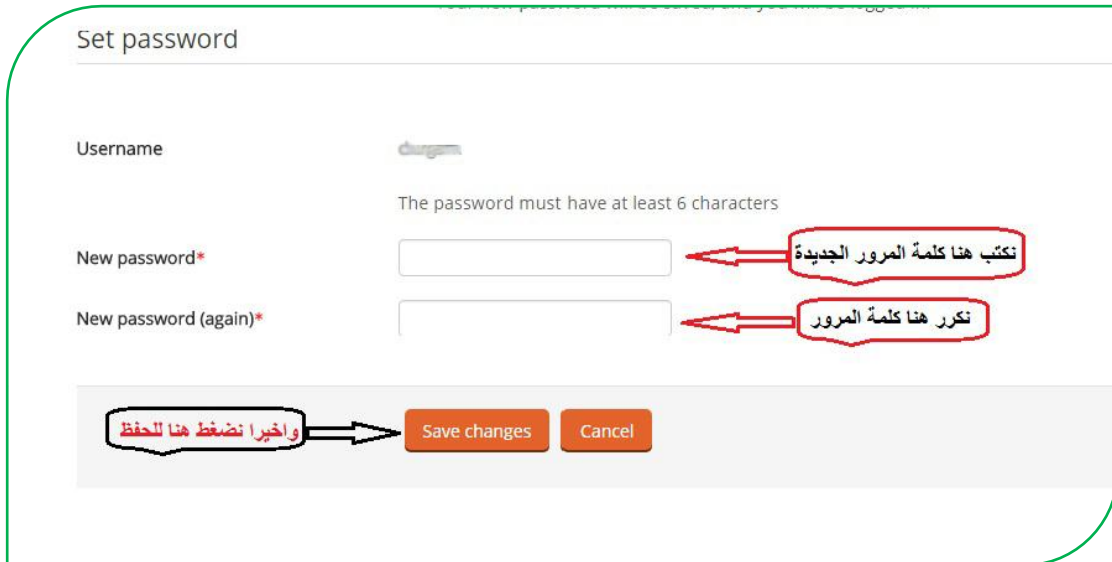 Set password
Username
The password must have at least 6 characters
New password*
نكتب هنا كلمة المرور الجديدة
New password (again)*
نكرر هنا كلمة المرور
واخيرا نضغط هنا للحفظ
Save changes
Cancel